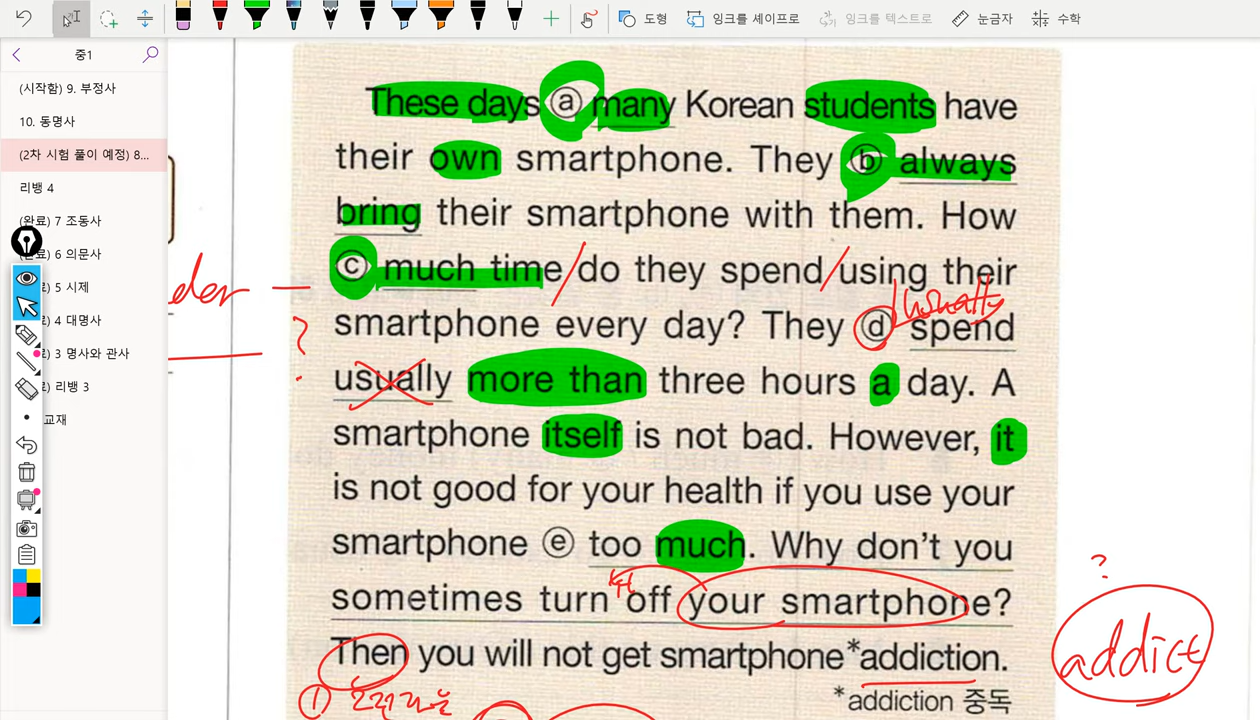 도형
잉크를 셰이프로
잉크를 텍스트로
눈금자
수학
중1
(시작함) 9. 부정사
10. 동명사
(2차 시험 풀이 예정) 8...
리뱅 4
(완료) 7 조동사
료) 6 의문사
료) 5 시제
료) 4 대명사
료) 3 명사와 관사
료) 리뱅 3
교재
These days ⓐ many Korean students have
their own smartphone. They ⓑ always
bring their smartphone with them. How
ⓒ much time/do they spend/using their
usually
smartphone every day? They ⓓ spend
usually more than three hours a day. A
smartphone itself is not bad. However, it
is not good for your health if you use your
smartphone ⓔ too much. Why don't you
sometimes turn off your smartphone?
Then you will not get smartphone *addiction.
*addiction 중독
?
?
addict
①